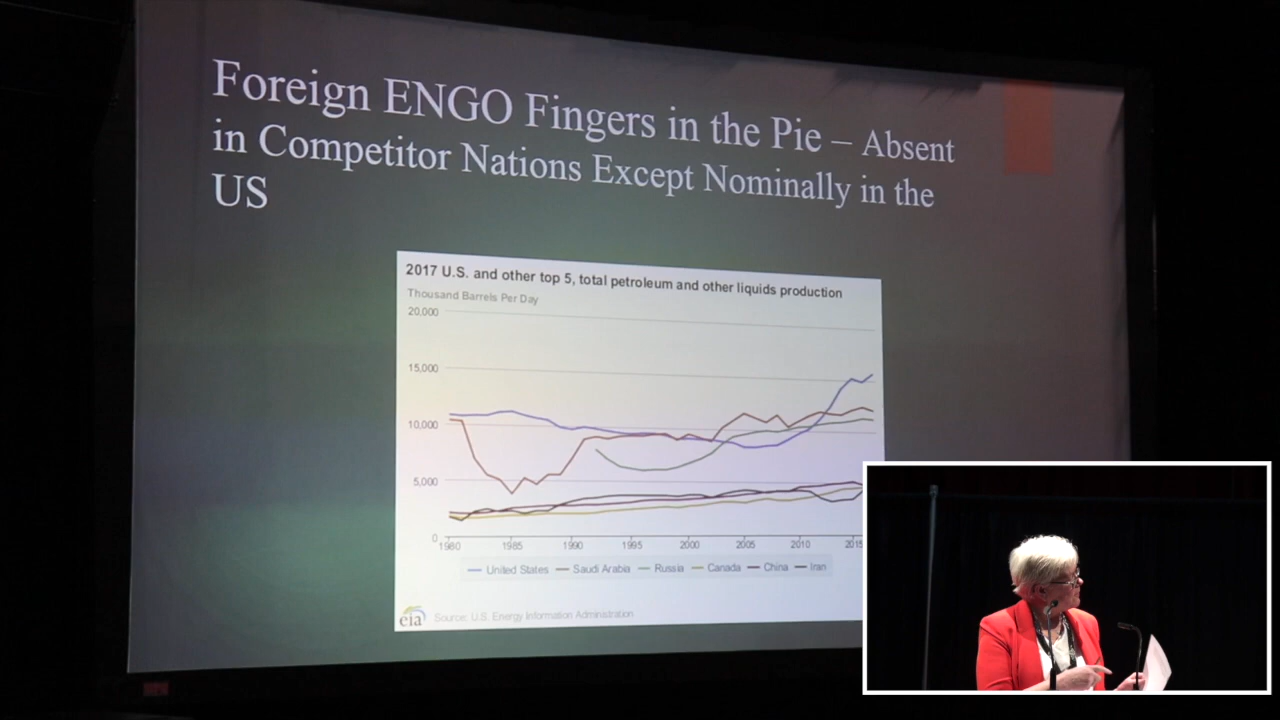 Foreign ENGO Fingers in the Pie – Absent
in Competitor Nations Except Nominally in the
US
2017 U.S. and other top 5, total petroleum and other liquids production
Thousand Barrels Per Day
20,000
15,000
10,000
5,000
0
1980 1985 1990 1995 2000 2005 2010 2015
United States Saudi Arabia Russia Canada China Iran
eia Source: U.S. Energy Information Administration